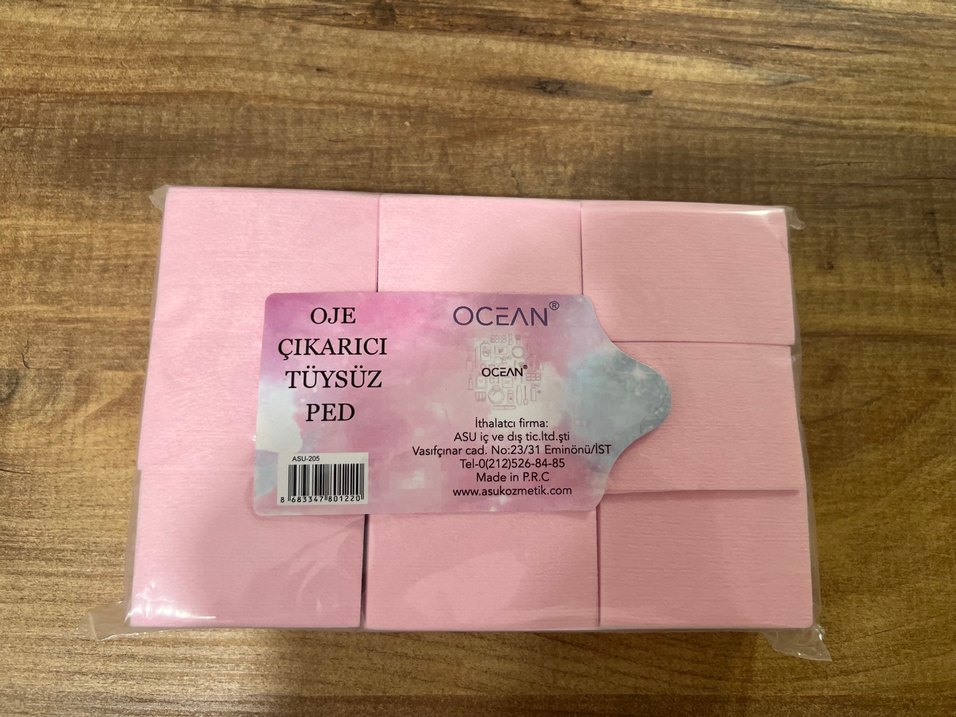 OJE
ÇIKARICI
TÜYSÜZ
PED
ASU-205
8 683347 801220
OCEAN®
OCEAN®
İthalatcı firma:
ASU iç ve dış tic.ltd.şti
Vasıfçınar cad. No:23/31 Eminönü/İST
Tel-0(212)526-84-85
Made in P.R.C
www.asukozmetik.com